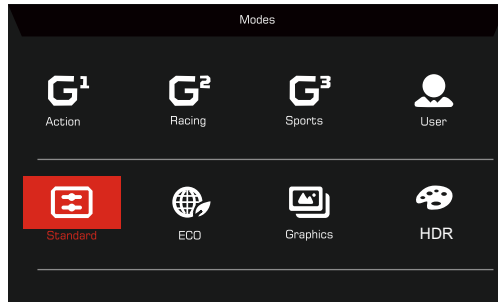 Modes
G¹ G² G³
Action Racing Sports User
Standard ECO Graphics HDR